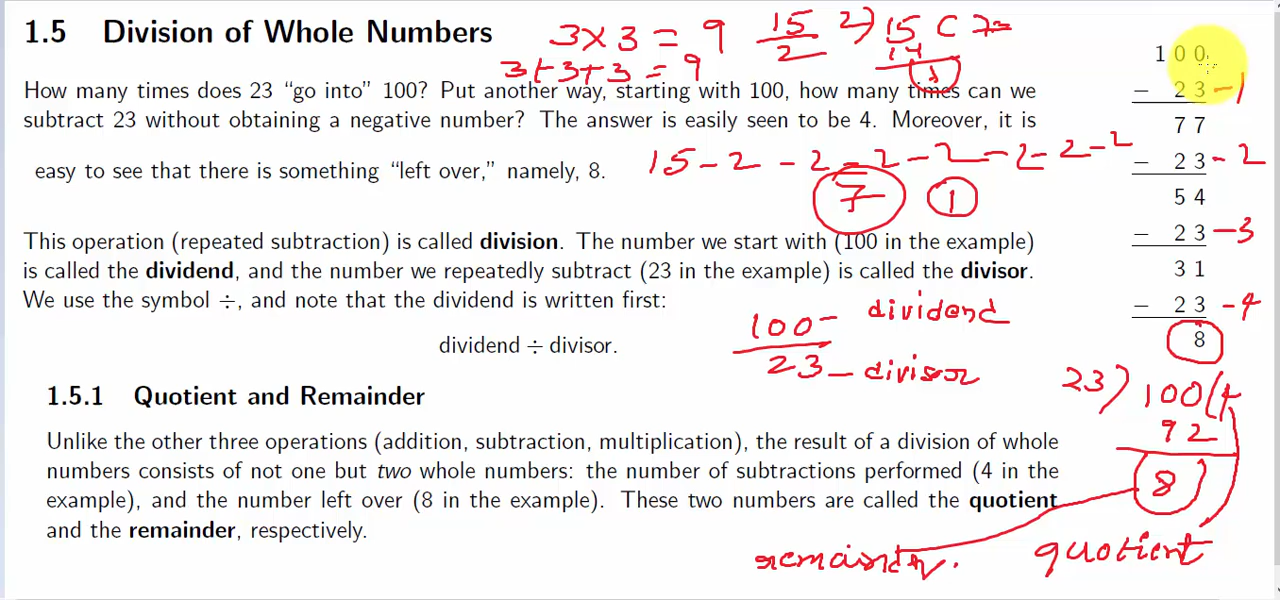 1.5 Division of Whole Numbers
3 × 3 = 9
3 + 3 + 3 = 9
15
2
2) 15 ( 7
14
1
How many times does 23 “go into” 100? Put another way, starting with 100, how many times can we
subtract 23 without obtaining a negative number? The answer is easily seen to be 4. Moreover, it is
easy to see that there is something “left over,” namely, 8.
15 – 2 – 2 – 2 – 2 – 2 – 2 – 2
7 1
This operation (repeated subtraction) is called division. The number we start with (100 in the example)
is called the dividend, and the number we repeatedly subtract (23 in the example) is called the divisor.
We use the symbol ÷, and note that the dividend is written first:
dividend ÷ divisor.
100 – dividend
23 – divisor
1.5.1 Quotient and Remainder
Unlike the other three operations (addition, subtraction, multiplication), the result of a division of whole
numbers consists of not one but two whole numbers: the number of subtractions performed (4 in the
example), and the number left over (8 in the example). These two numbers are called the quotient
and the remainder, respectively.
100
– 23 – 1
77
– 23 – 2
54
– 23 – 3
31
– 23 – 4
8
23) 100 ( 4
92
8
remainder.
quotient